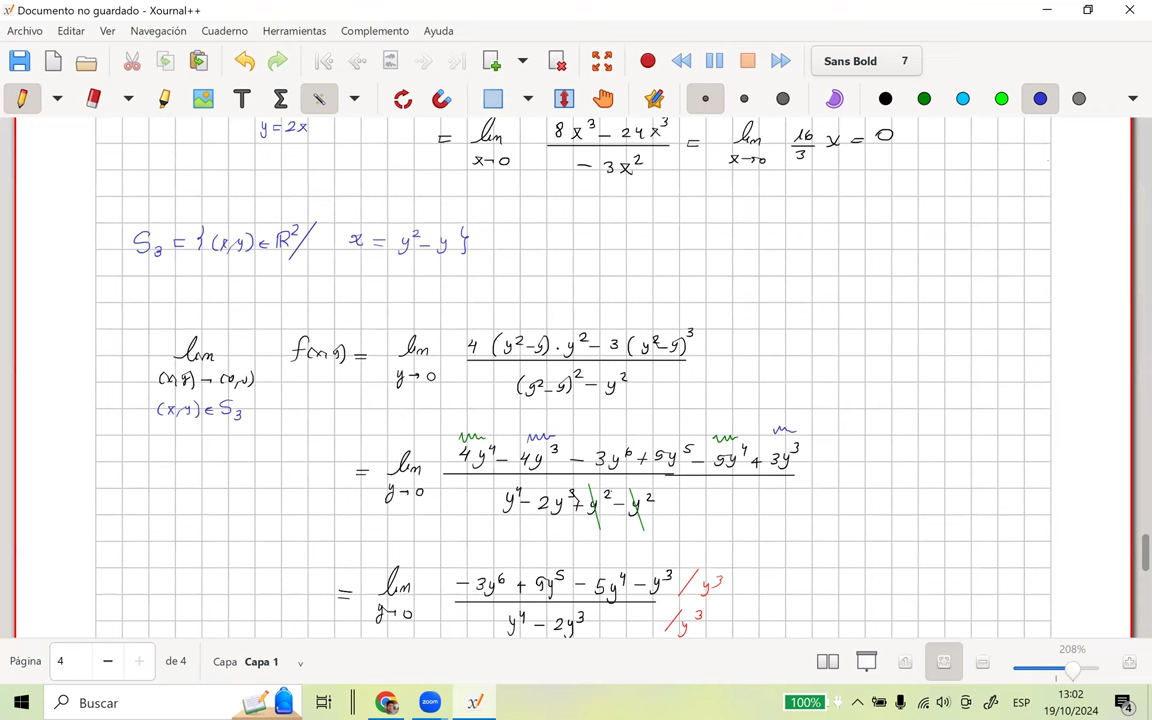 Documento no guardado - Xournal++
Archivo Editar Ver Navegación Cuaderno Herramientas Complemento Ayuda
Sans Bold 7
y=2x
= lim x→0 (8x³ - 24x³)/(-3x²) = lim x→0 16/3 x = 0
S₃ = { (x,y) ∈ ℝ² / x = y² - y }
lim (x,y)→(0,0) (x,y) ∈ S₃ f(x,y) = lim y→0 (4(y²-y)·y² - 3(y²-y)³)/((y²-y)² - y²)
= lim y→0 (4y⁴ - 4y³ - 3y⁶ + 9y⁵ - 9y⁴ + 3y³)/(y⁴ - 2y³ + y² - y²)
= lim y→0 (-3y⁶ + 9y⁵ - 5y⁴ - y³)/(y⁴ - 2y³) /y³ /y³
Página 4 de 4 Capa Capa 1 208%
Buscar zoom 100% ESP 13:02
19/10/2024 4